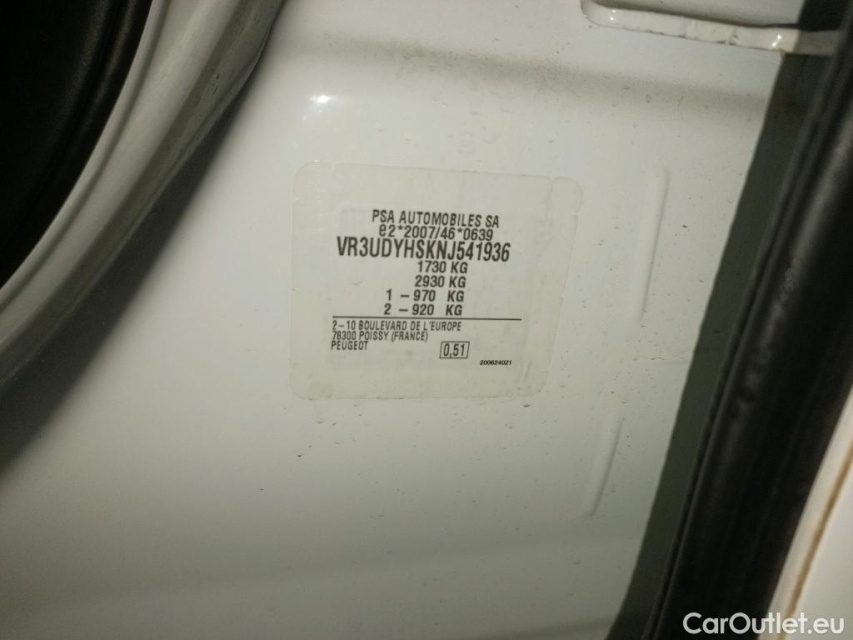 PSA AUTOMOBILES SA
e2*2007/46*0639
VR3UDYHSKNJ541936
1730 KG
2930 KG
1 - 970 KG
2 - 920 KG
2-10 BOULEVARD DE L'EUROPE
78300 POISSY (FRANCE)
PEUGEOT
0,51
200624021
CarOutlet.eu